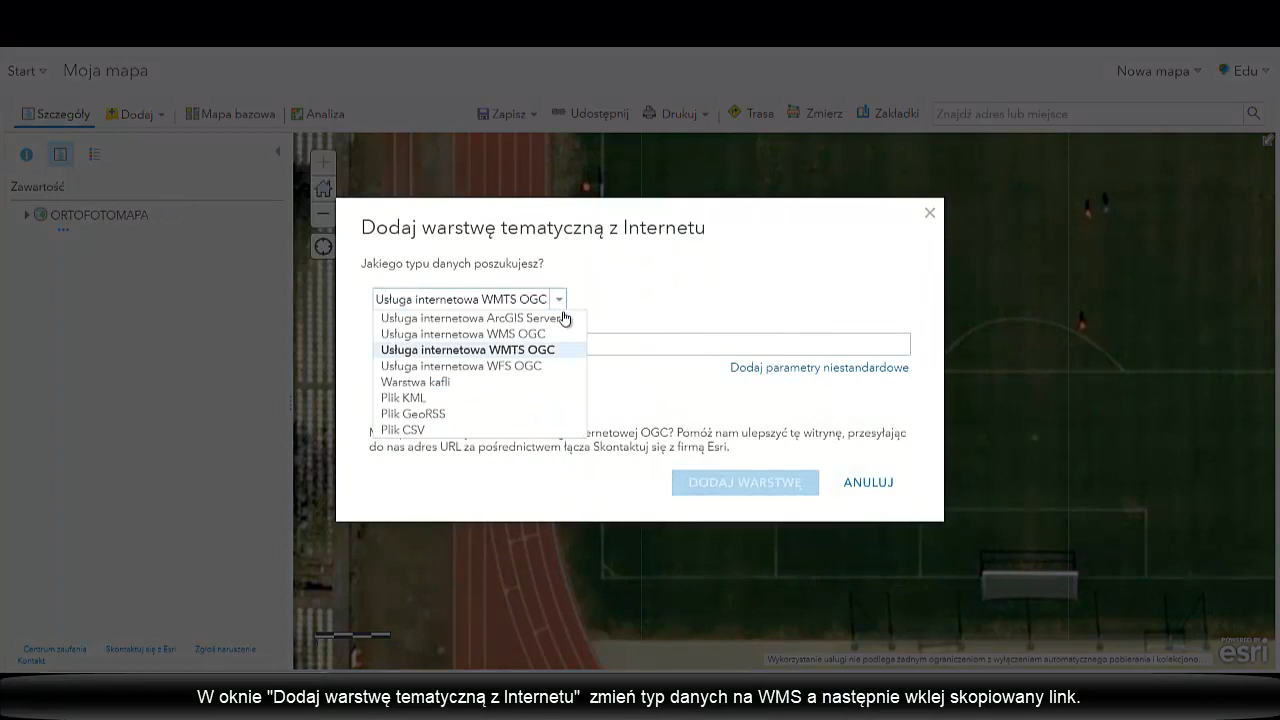 Start
Moja mapa
Nowa mapa
Edu
Szczegóły
Dodaj
Mapa bazowa
Analiza
Zapisz
Udostępnij
Drukuj
Trasa
Zmierz
Zakładki
Znajdź adres lub miejsce
Zawartość
ORTOFOTOMAPA
Dodaj warstwę tematyczną z Internetu
Jakiego typu danych poszukujesz?
Usługa internetowa WMTS OGC
Usługa internetowa ArcGIS Server
Usługa internetowa WMS OGC
Usługa internetowa WMTS OGC
Usługa internetowa WFS OGC
Warstwa kafli
Plik KML
Plik GeoRSS
Plik CSV
Dodaj parametry niestandardowe
OGC? Pomóż nam ulepszyć tę witrynę, przesyłając
do nas adres URL za pośrednictwem łącza Skontaktuj się z firmą Esri.
DODAJ WARSTWĘ
ANULUJ
Centrum zaufania
Skontaktuj się z Esri
Zgłoś naruszenie
Kontakt
POWERED BY
esri
Wykorzystanie usługi nie podlega żadnym ograniczeniom z wyłączeniem automatycznego pobierania i kolekcjono...
W oknie "Dodaj warstwę tematyczną z Internetu" zmień typ danych na WMS a następnie wklej skopiowany link.